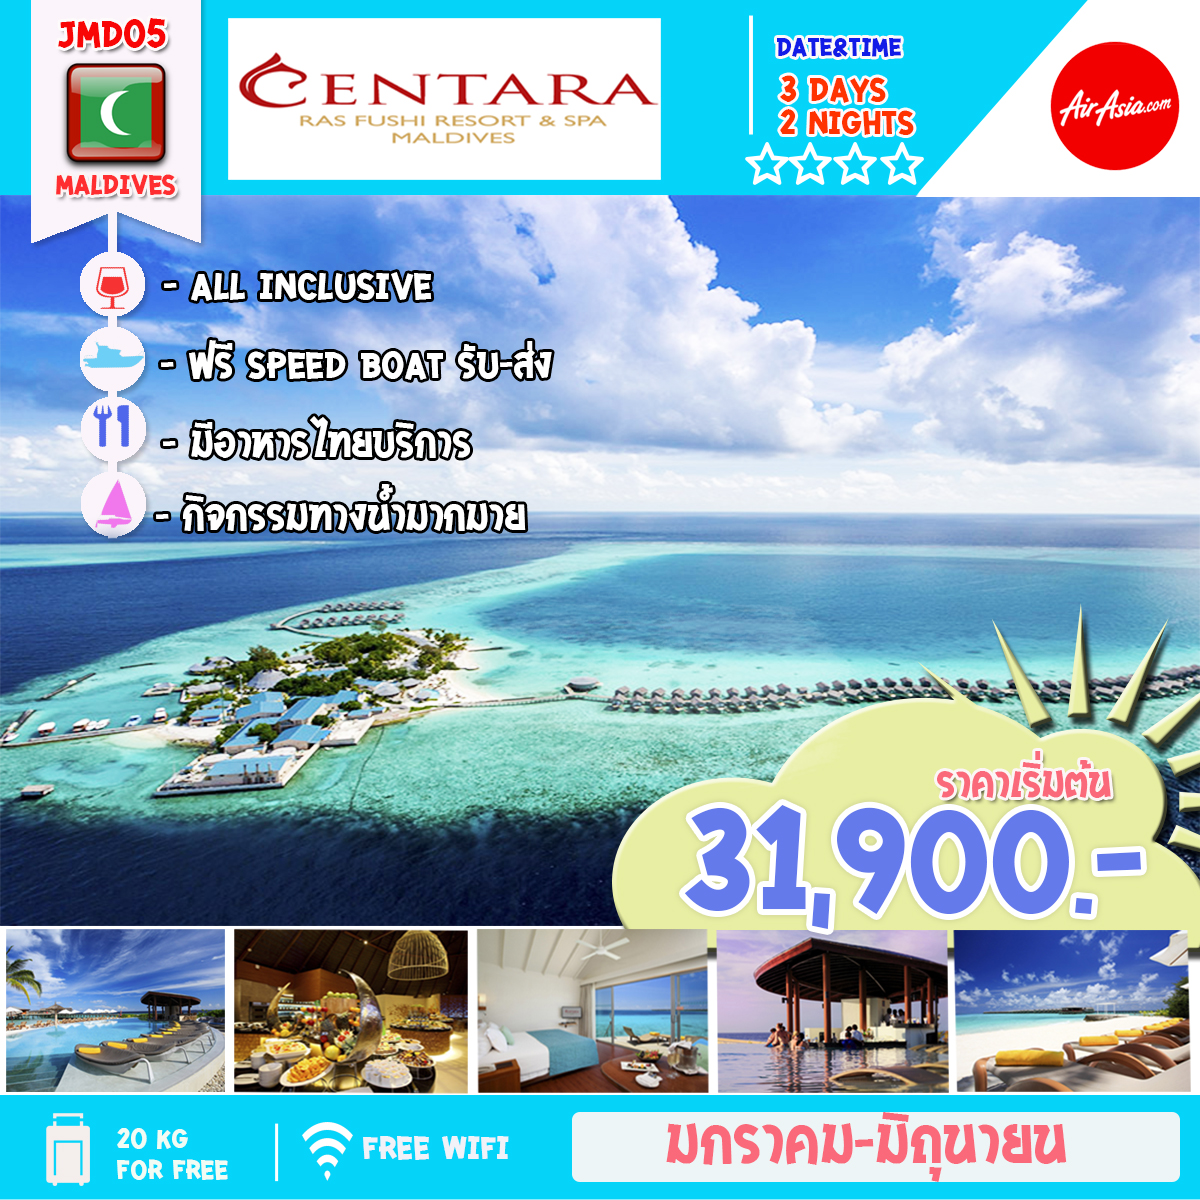 JMD05
MALDIVES
CENTARA
RAS FUSHI RESORT & SPA
MALDIVES
DATE&TIME
3 DAYS
2 NIGHTS
AirAsia.com
- ALL INCLUSIVE
- ฟรี SPEED BOAT รับ-ส่ง
- มีอาหารไทยบริการ
- กิจกรรมทางน้ำมากมาย
ราคาเริ่มต้น
31,900.-
20 KG
FOR FREE
FREE WIFI
มกราคม-มิถุนายน